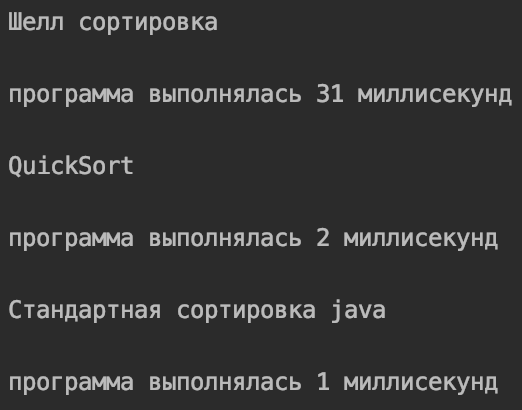 Шелл сортировка
программа выполнялась 31 миллисекунд
QuickSort
программа выполнялась 2 миллисекунд
Стандартная сортировка java
программа выполнялась 1 миллисекунд